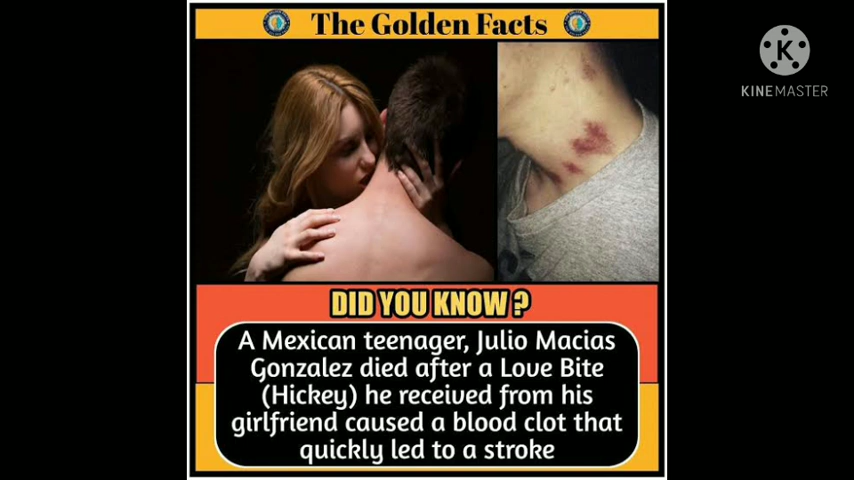 The Golden Facts
KINEMASTER
DID YOU KNOW ?
A Mexican teenager, Julio Macias
Gonzalez died after a Love Bite
(Hickey) he received from his
girlfriend caused a blood clot that
quickly led to a stroke